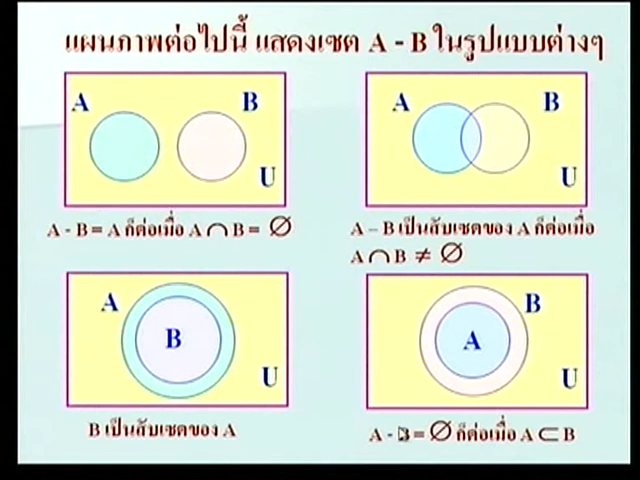 แผนภาพต่อไปนี้ แสดงเซต A - B ในรูปแบบต่างๆ
A B
U
A - B = A ก็ต่อเมื่อ A ∩ B = ∅
A B
U
A – B เป็นสับเซตของ A ก็ต่อเมื่อ
A ∩ B ≠ ∅
A
B
U
B เป็นสับเซตของ A
B
A
U
A - B = ∅ ก็ต่อเมื่อ A ⊂ B